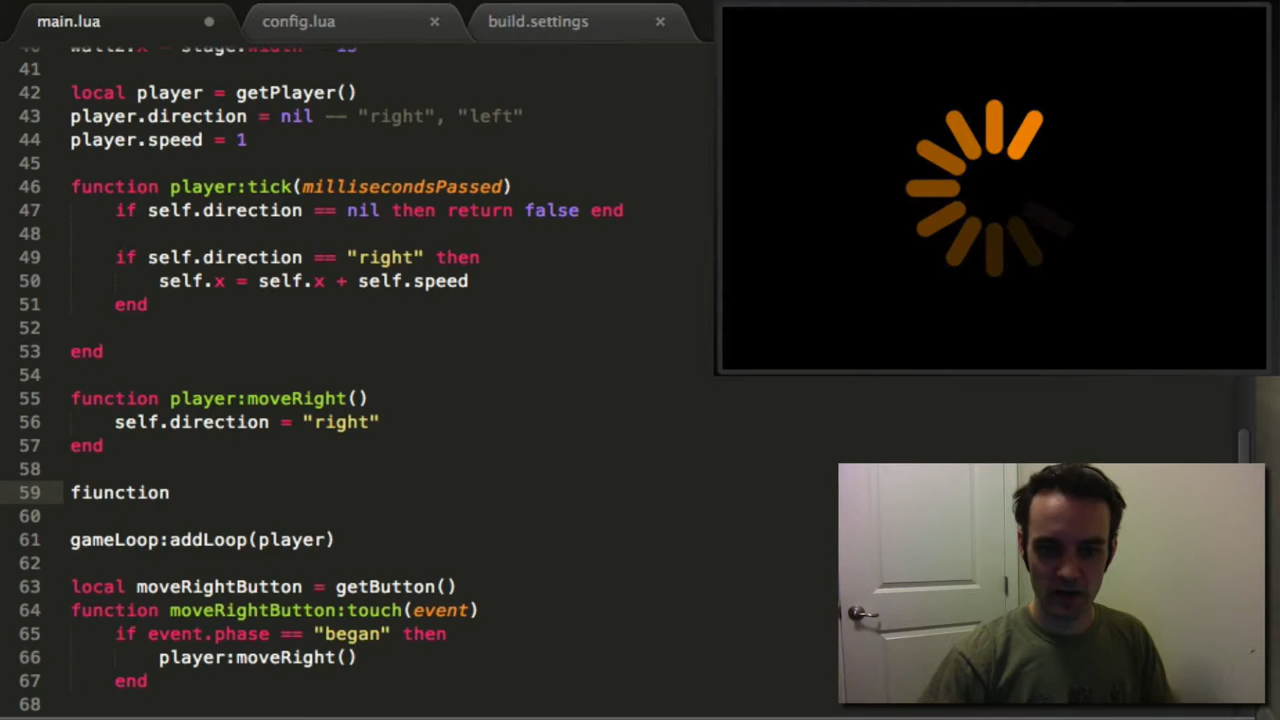 main.lua
config.lua ×
build.settings ×
41
42 local player = getPlayer()
43 player.direction = nil -- "right", "left"
44 player.speed = 1
45
46 function player:tick(millisecondsPassed)
47 if self.direction == nil then return false end
48
49 if self.direction == "right" then
50 self.x = self.x + self.speed
51 end
52
53 end
54
55 function player:moveRight()
56 self.direction = "right"
57 end
58
59 fiunction
60
61 gameLoop:addLoop(player)
62
63 local moveRightButton = getButton()
64 function moveRightButton:touch(event)
65 if event.phase == "began" then
66 player:moveRight()
67 end
68